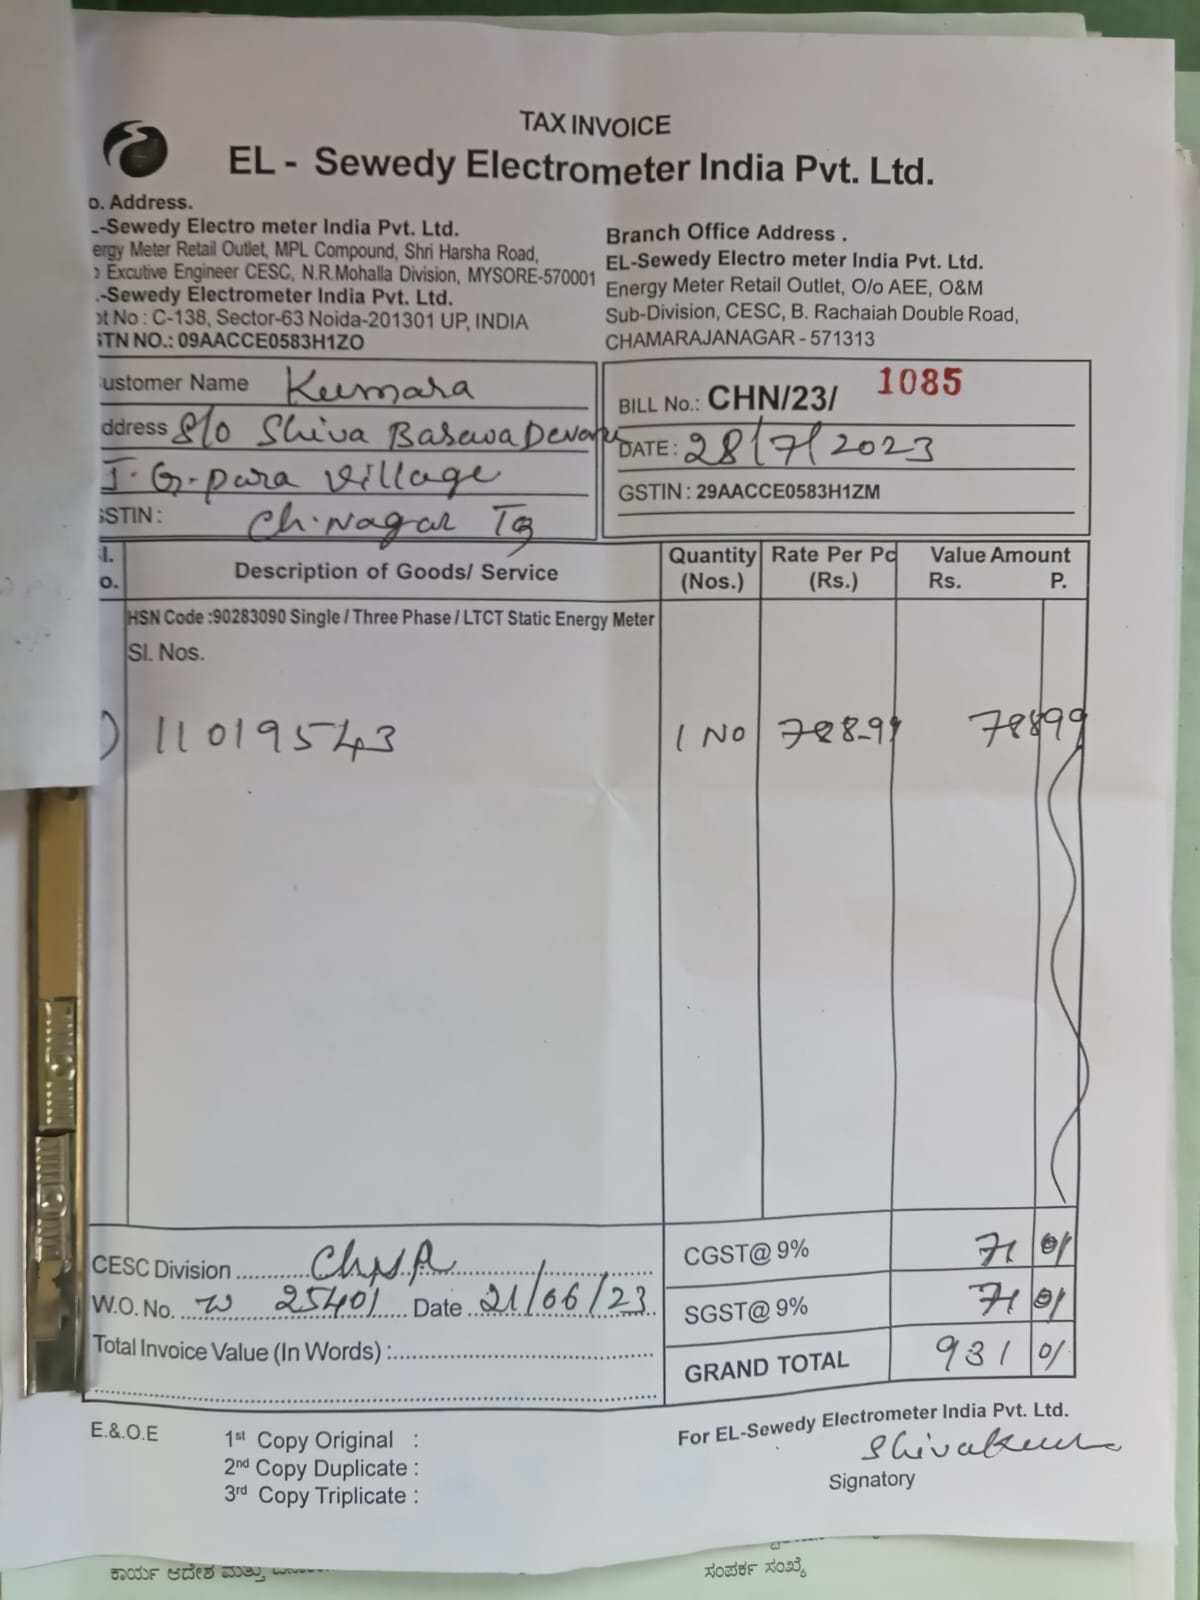 TAX INVOICE
EL - Sewedy Electrometer India Pvt. Ltd.
o. Address.
-Sewedy Electro meter India Pvt. Ltd.
ergy Meter Retail Outlet, MPL Compound, Shri Harsha Road,
Excutive Engineer CESC, N.R.Mohalla Division, MYSORE-570001
.-Sewedy Electrometer India Pvt. Ltd.
ot No : C-138, Sector-63 Noida-201301 UP, INDIA
STN NO.: 09AACCE0583H1ZO
Branch Office Address .
EL-Sewedy Electro meter India Pvt. Ltd.
Energy Meter Retail Outlet, O/o AEE, O&M
Sub-Division, CESC, B. Rachaiah Double Road,
CHAMARAJANAGAR - 571313
ustomer Name Kumara
ddress S/o Shiva Basava Devaru
J.G.pura village
GSTIN : Ch.Nagar Tq
BILL No.: CHN/23/ 1085
DATE : 28/7/2023
GSTIN : 29AACCE0583H1ZM
l. o. Description of Goods/ Service Quantity (Nos.) Rate Per Pc (Rs.) Value Amount Rs. P.
HSN Code :90283090 Single / Three Phase / LTCT Static Energy Meter
Sl. Nos.
) 11019543 1 No 788-99 788 99
CESC Division CGST@ 9% 71 01
W.O. No. 25401 Date 21/06/23 SGST@ 9% 71 01
Total Invoice Value (In Words) : GRAND TOTAL 931 01
E.&.O.E
1st Copy Original :
2nd Copy Duplicate :
3rd Copy Triplicate :
For EL-Sewedy Electrometer India Pvt. Ltd.
Signatory
ಕಾರ್ಯ ಆದೇಶ ಮತ್ತು
ಸಂಪರ್ಕ ಸಂಖ್ಯೆ